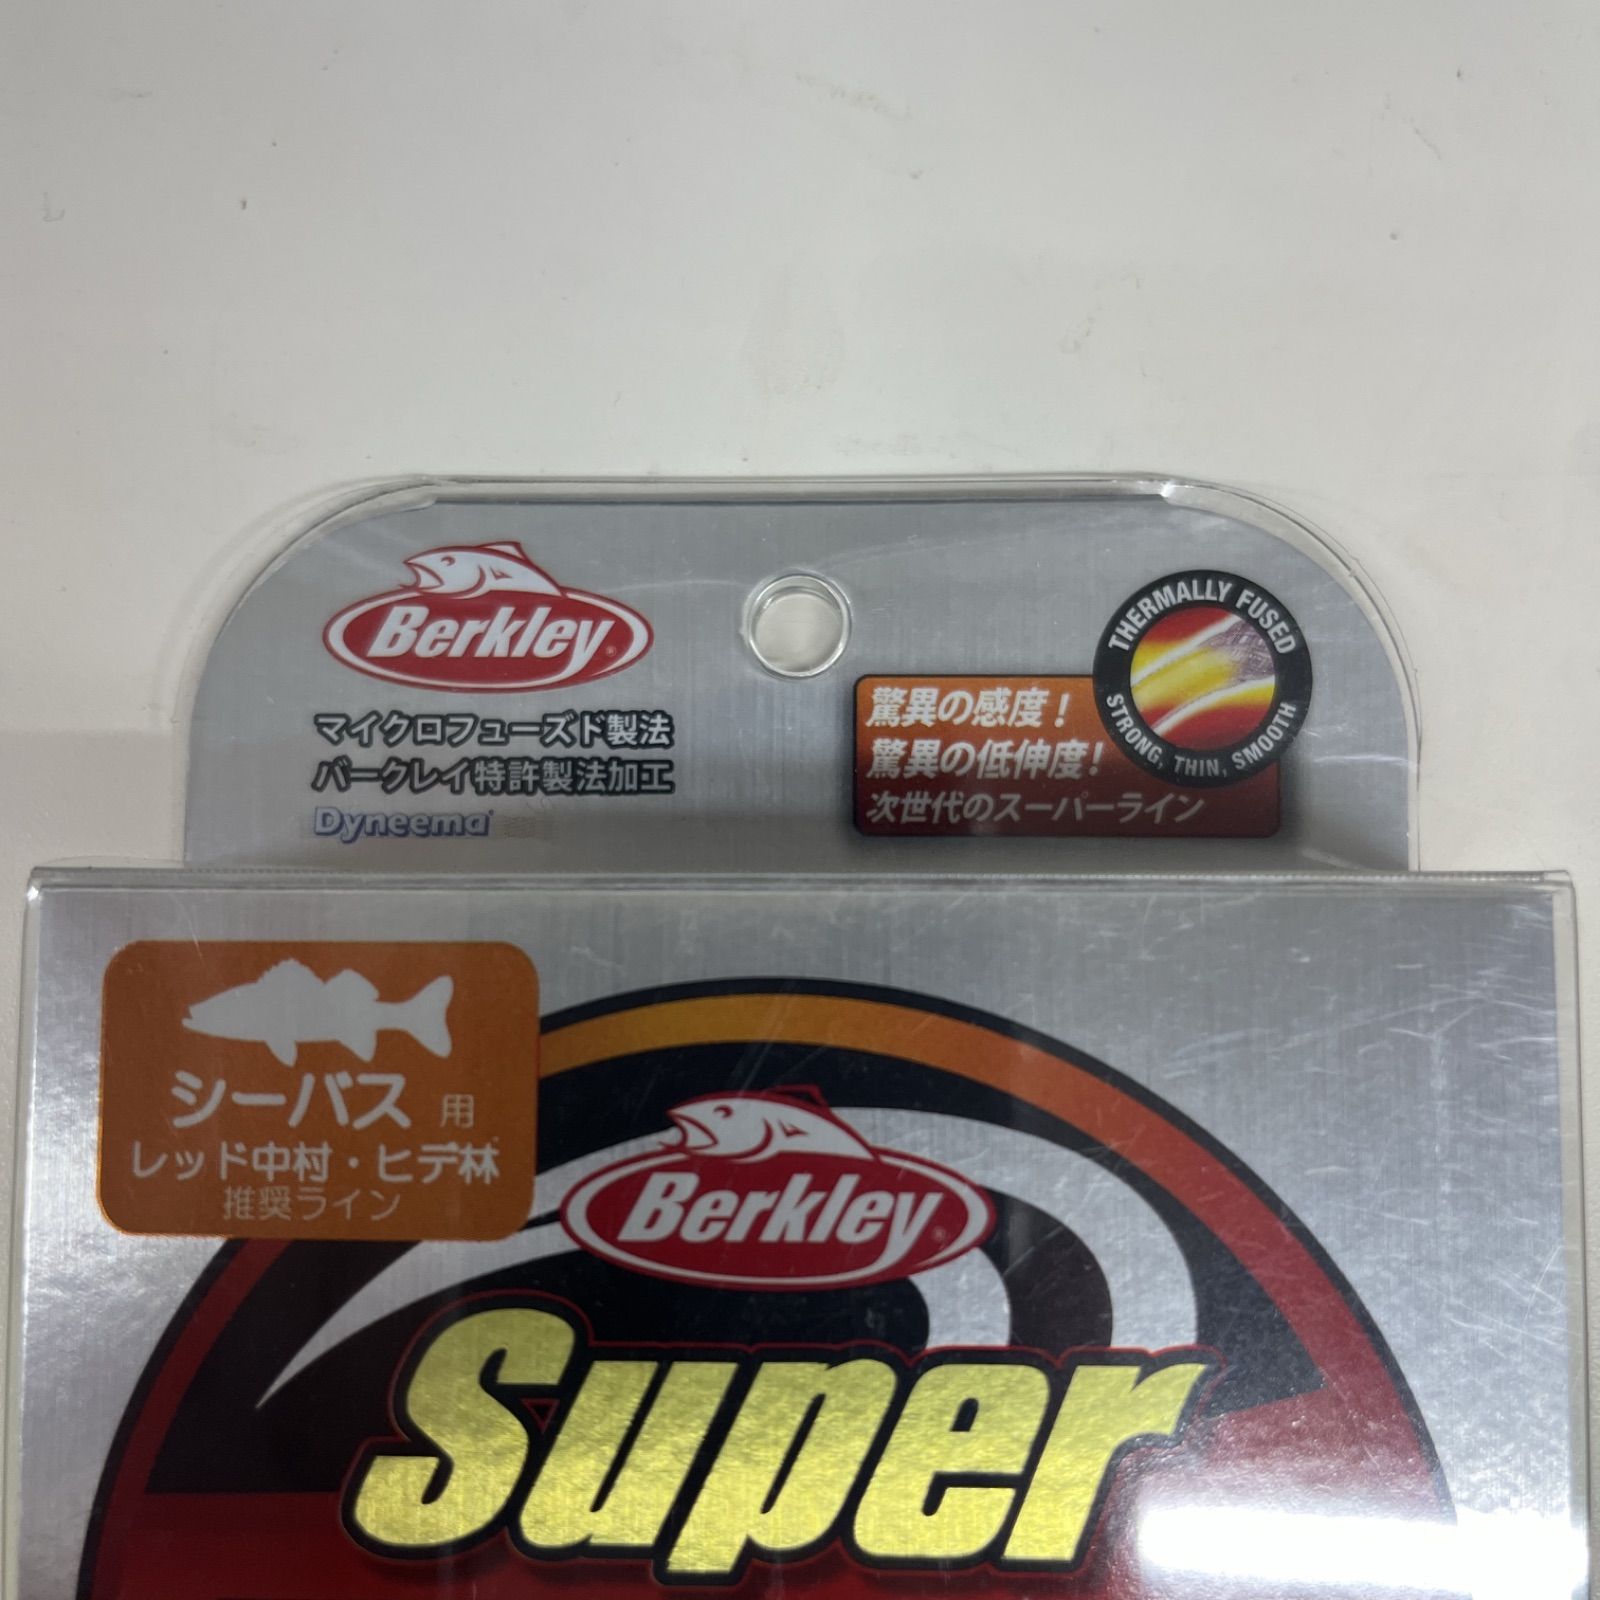 Berkley
マイクロフューズド製法
バークレイ特許製法加工
Dyneema
THERMALLY FUSED
STRONG, THIN, SMOOTH
驚異の感度！
驚異の低伸度！
次世代のスーパーライン
シーバス用
レッド中村・ヒデ林
推奨ライン
Berkley
Super